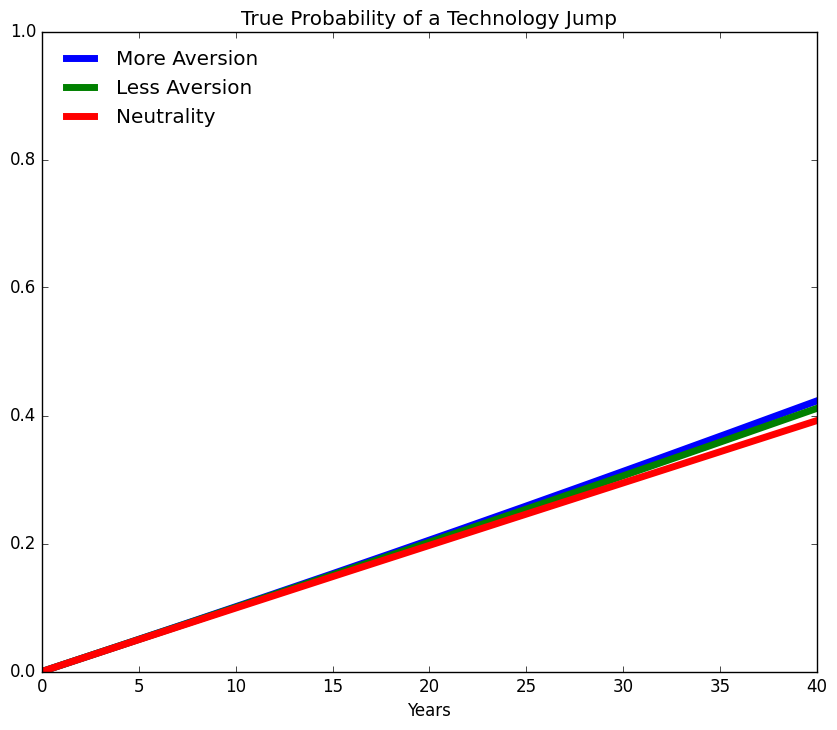 True Probability of a Technology Jump
1.0
More Aversion
Less Aversion
Neutrality
0.8
0.6
0.4
0.2
0.0
0 5 10 15 20 25 30 35 40
Years